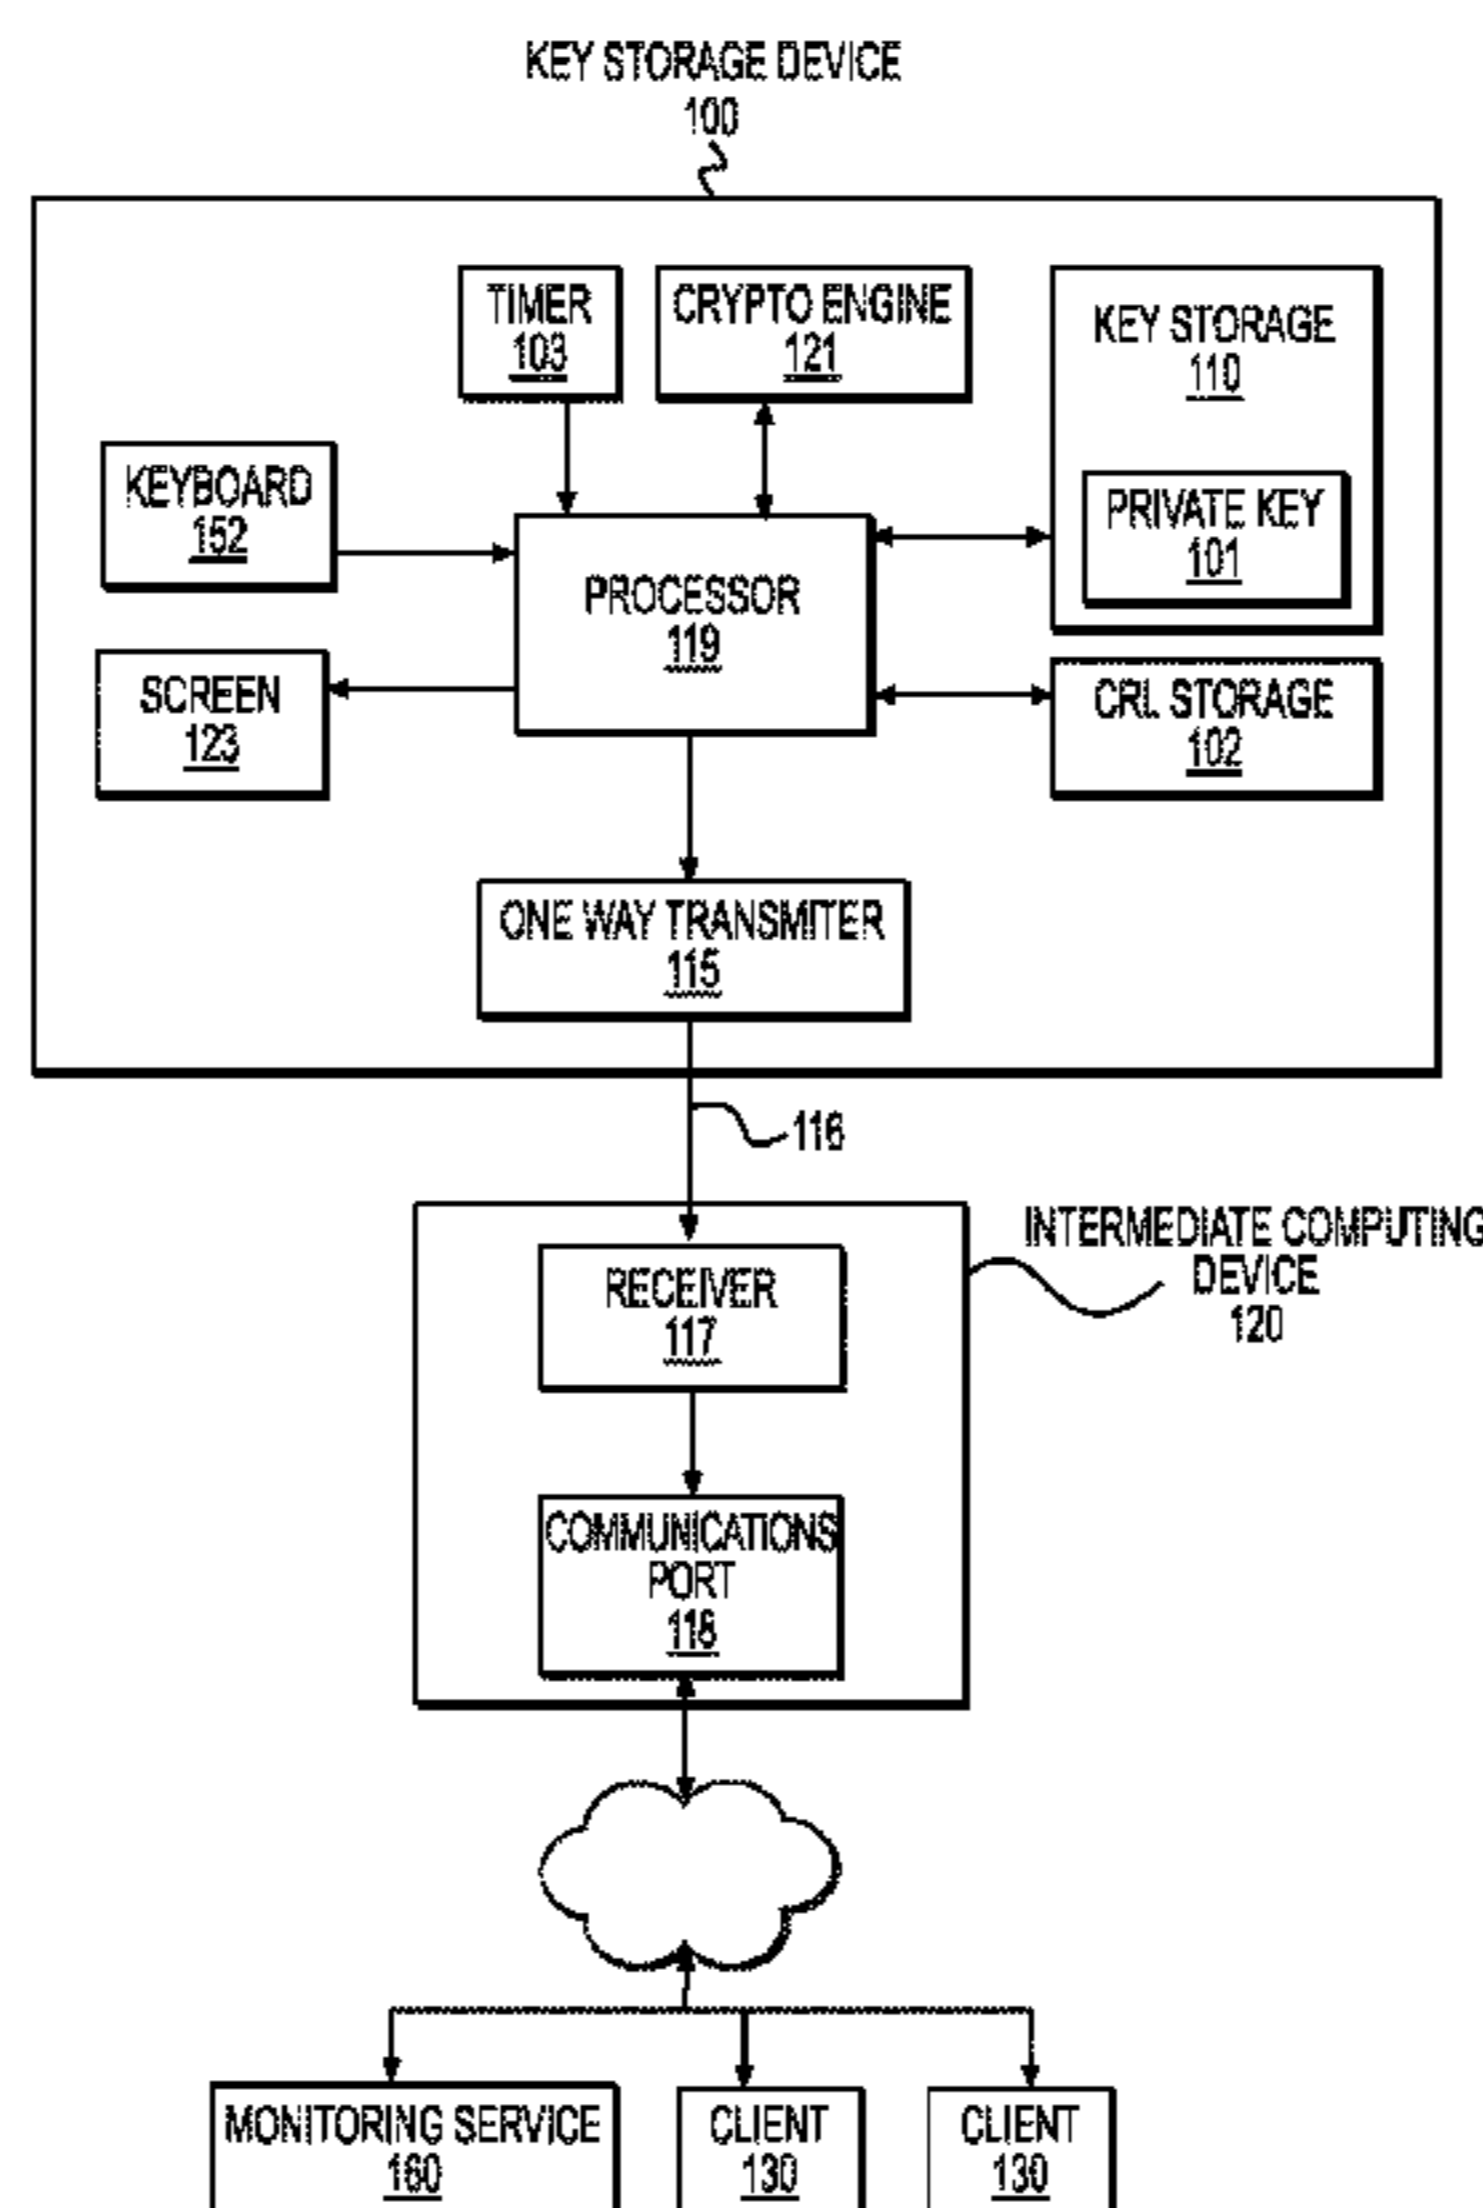 KEY STORAGE DEVICE
100
TIMER
103
CRYPTO ENGINE
121
KEY STORAGE
110
KEYBOARD
152
PRIVATE KEY
101
PROCESSOR
119
SCREEN
123
CRL STORAGE
102
ONE WAY TRANSMITER
115
116
INTERMEDIATE COMPUTING
DEVICE
120
RECEIVER
117
COMMUNICATIONS
PORT
118
MONITORING SERVICE
160
CLIENT
130
CLIENT
130